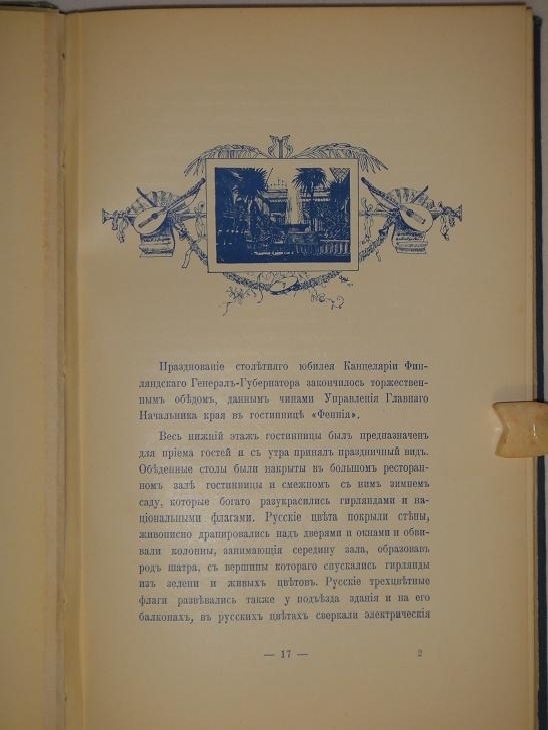 Празднованіе столѣтняго юбилея Канцеляріи Фин-
ляндскаго Генералъ-Губернатора закончилось торжествен-
нымъ обѣдомъ, даннымъ чинами Управленія Главнаго
Начальника края въ гостинницѣ «Феннія».
Весь нижній этажъ гостинницы былъ предназначенъ
для пріема гостей и съ утра принялъ праздничный видъ.
Обѣденные столы были накрыты въ большомъ ресторан-
номъ залѣ гостинницы и смежномъ съ нимъ зимнемъ
саду, которые богато разукрасились гирляндами и на-
ціональными флагами. Русскіе цвѣта покрыли стѣны,
живописно драпировались надъ дверями и окнами и обви-
вали колонны, занимающія середину зала, образовавъ
родъ шатра, съ вершины котораго спускались гирлянды
изъ зелени и живыхъ цвѣтовъ. Русскіе трехцвѣтные
флаги развѣвались также у подъѣзда зданія и на его
балконахъ, въ русскихъ цвѣтахъ сверкали электрическія
— 17 — 2